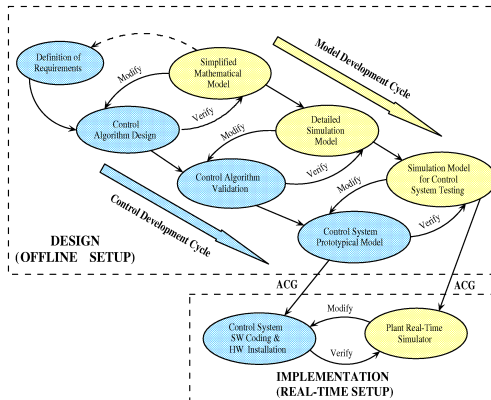 Definition of
Requirements
Modify
Simplified
Mathematical
Model
Model Development Cycle
Control
Algorithm Design
Verify
Modify
Detailed
Simulation
Model
Control Algorithm
Validation
Verify
Modify
Simulation Model
for Control
System Testing
Control Development Cycle
Control System
Prototypical Model
Verify
DESIGN
(OFFLINE SETUP)
ACG
ACG
Control System
SW Coding &
HW Installation
Modify
Verify
Plant Real-Time
Simulator
IMPLEMENTATION
(REAL-TIME SETUP)